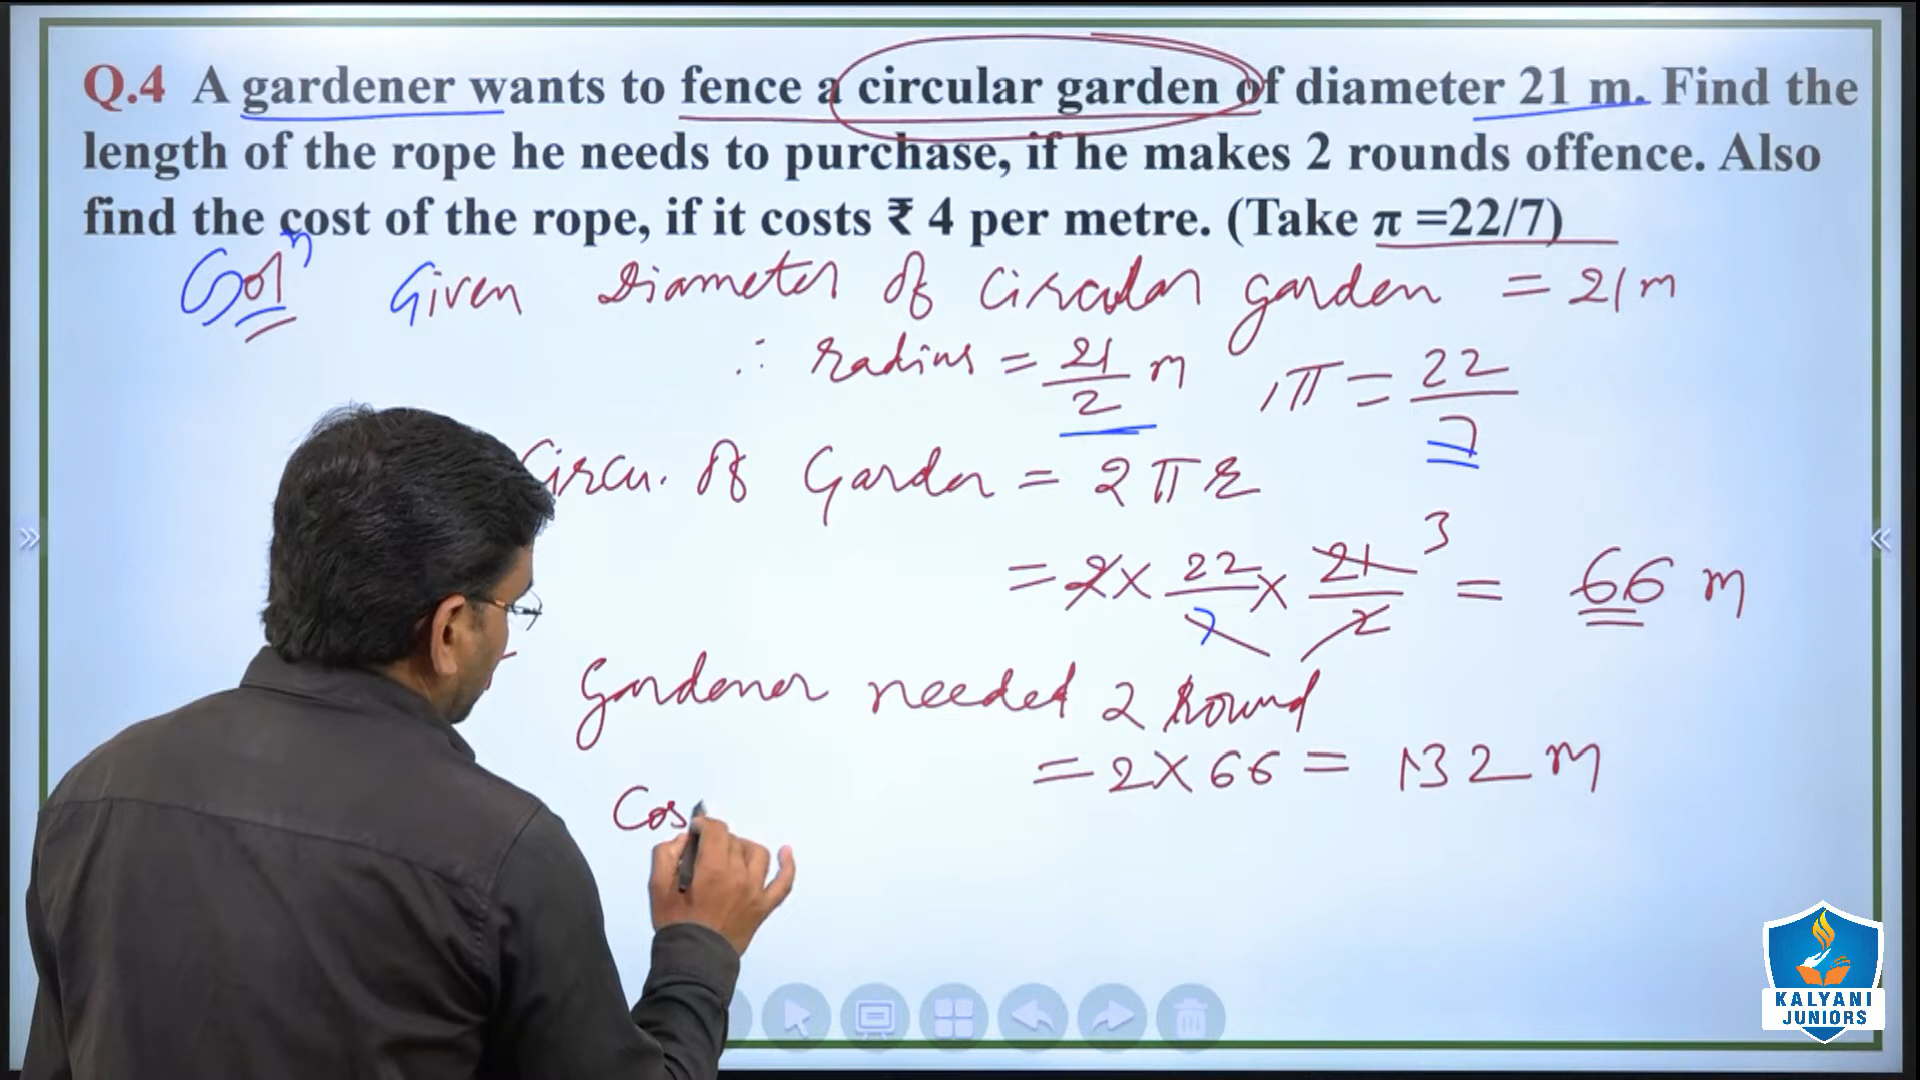 Q.4 A gardener wants to fence a circular garden of diameter 21 m. Find the
length of the rope he needs to purchase, if he makes 2 rounds offence. Also
find the cost of the rope, if it costs ₹ 4 per metre. (Take π =22/7)
Solⁿ Given Diameter of Circular garden = 21 m
∴ radius = 21/2 m , π = 22/7
Circu. of Garden = 2πr
= 2 × 22/7 × 21/2 3 = 66 m
Gardener needed 2 round
= 2 × 66 = 132 m
Cos
KALYANI
JUNIORS